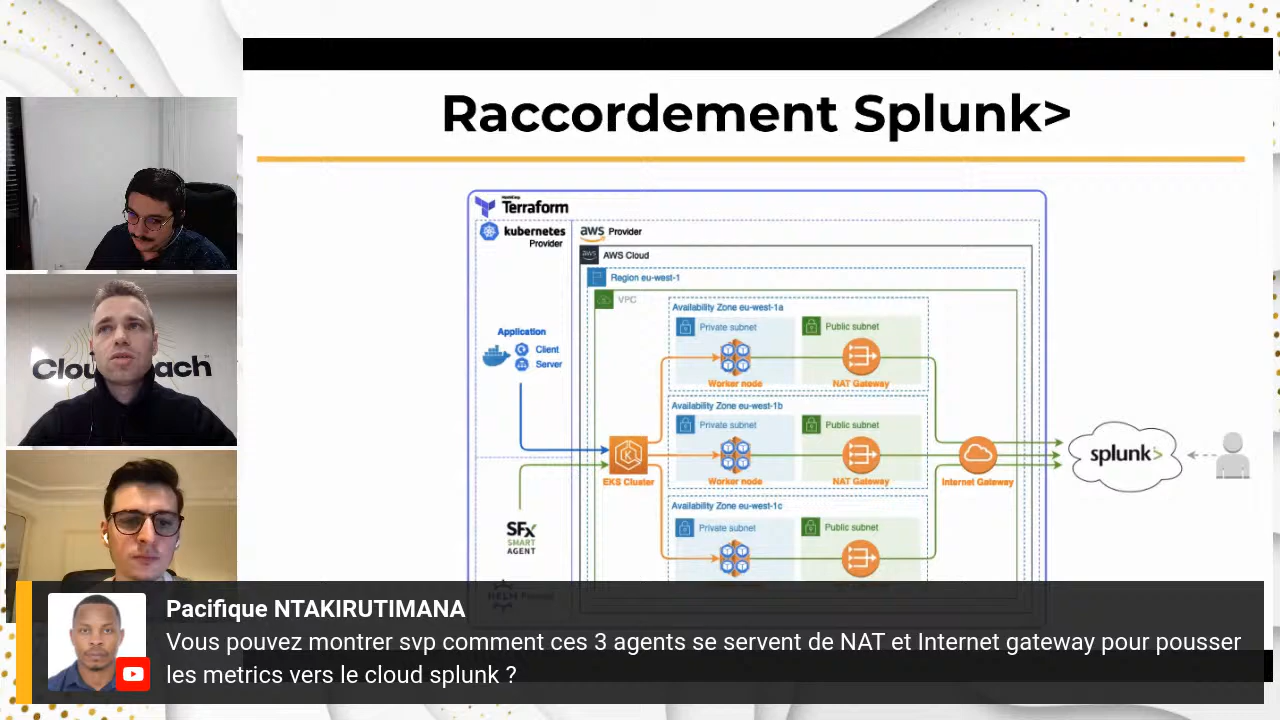 Raccordement Splunk>
HashiCorp
Terraform
kubernetes
Provider
aws Provider
aws AWS Cloud
Region eu-west-1
VPC
Availability Zone eu-west-1a
Private subnet
Public subnet
Worker node
NAT Gateway
Application
Client
Server
Availability Zone eu-west-1b
Private subnet
Public subnet
Worker node
NAT Gateway
EKS Cluster
Internet Gateway
splunk>
Availability Zone eu-west-1c
Private subnet
Public subnet
SFx
SMART
AGENT
HELM Provider
Pacifique NTAKIRUTIMANA
Vous pouvez montrer svp comment ces 3 agents se servent de NAT et Internet gateway pour pousser
les metrics vers le cloud splunk ?